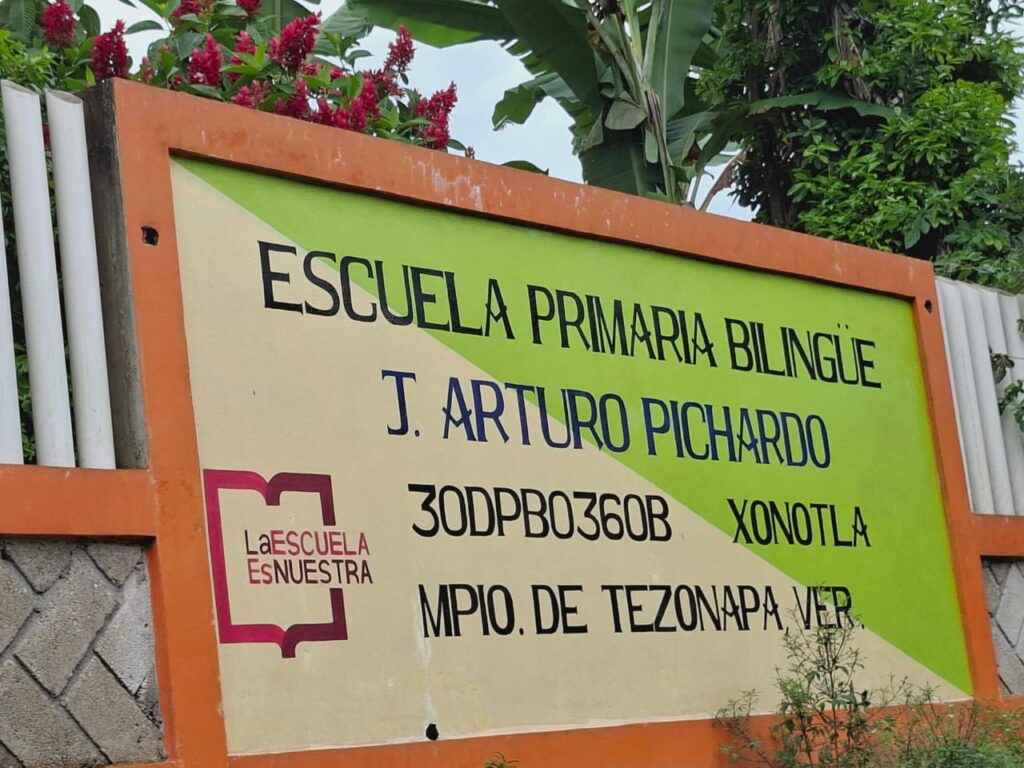 ESCUELA PRIMARIA BILINGÜE
J. ARTURO PICHARDO
30DPB0360B XONOTLA
LaESCUELA
EsNUESTRA
MPIO. DE TEZONAPA, VER.